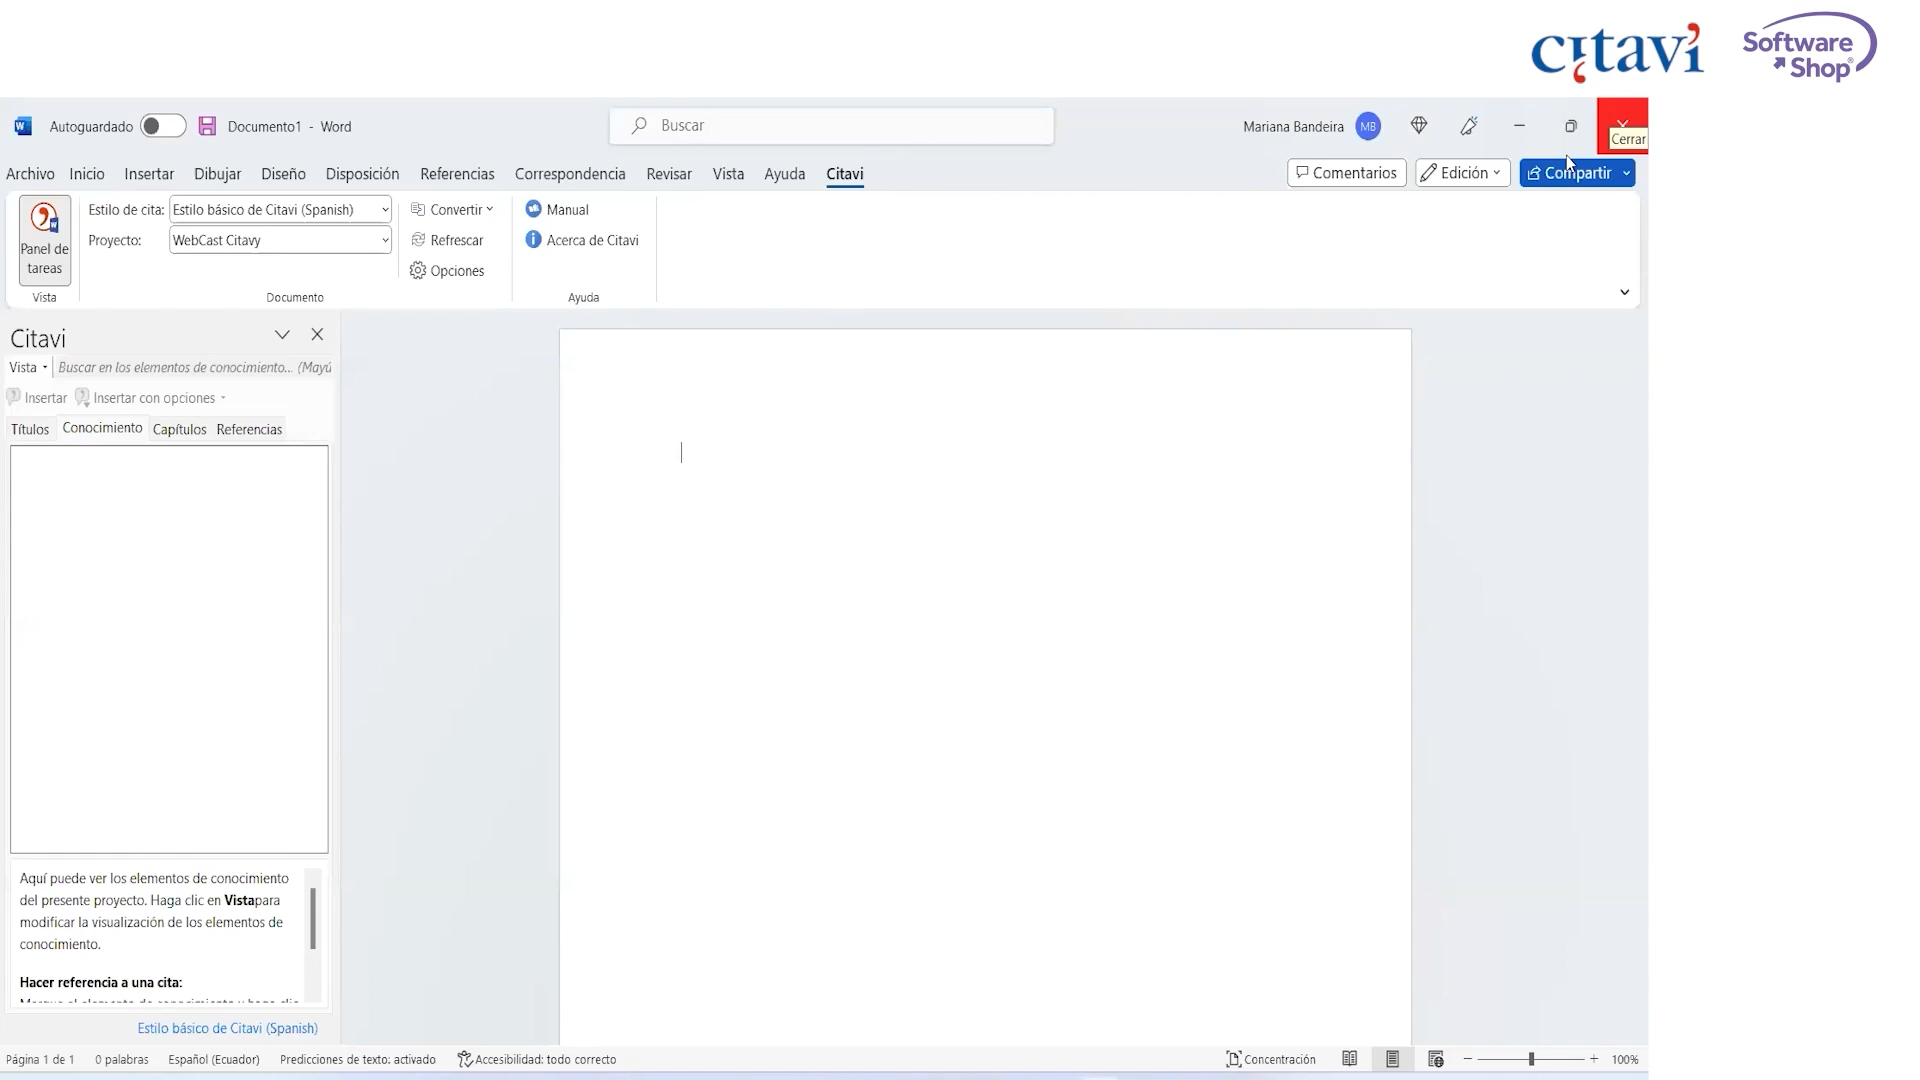 citavi
Software
Shop®
Autoguardado
Documento1 - Word
Buscar
Mariana Bandeira
MB
Cerrar
Archivo Inicio Insertar Dibujar Diseño Disposición Referencias Correspondencia Revisar Vista Ayuda Citavi
Comentarios
Edición
Compartir
Panel de
tareas
Vista
Estilo de cita: Estilo básico de Citavi (Spanish)
Proyecto: WebCast Citavy
Convertir
Refrescar
Opciones
Documento
Manual
Acerca de Citavi
Ayuda
Citavi
Vista Buscar en los elementos de conocimiento... (Mayú
Insertar Insertar con opciones
Títulos Conocimiento Capítulos Referencias
Aquí puede ver los elementos de conocimiento
del presente proyecto. Haga clic en Vistapara
modificar la visualización de los elementos de
conocimiento.
Hacer referencia a una cita:
Estilo básico de Citavi (Spanish)
Página 1 de 1 0 palabras Español (Ecuador) Predicciones de texto: activado Accesibilidad: todo correcto
Concentración
100%